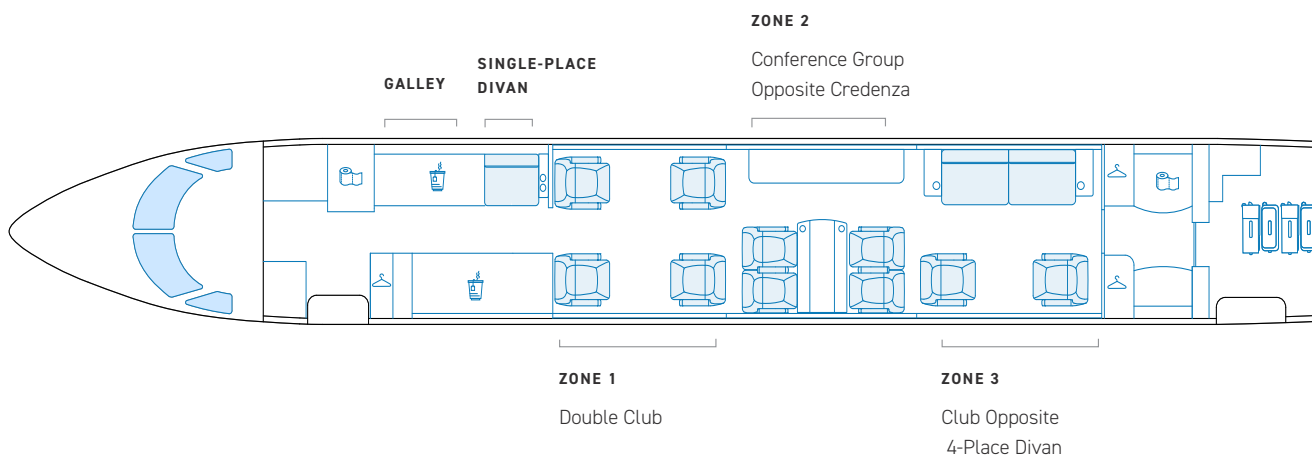 GALLEY
SINGLE-PLACE
DIVAN
ZONE 2
Conference Group
Opposite Credenza
ZONE 1
Double Club
ZONE 3
Club Opposite
4-Place Divan